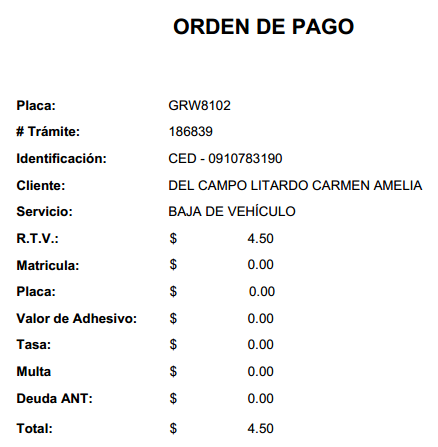 ORDEN DE PAGO
Placa: GRW8102
# Trámite: 186839
Identificación: CED - 0910783190
Cliente: DEL CAMPO LITARDO CARMEN AMELIA
Servicio: BAJA DE VEHÍCULO
R.T.V.: $ 4.50
Matricula: $ 0.00
Placa: $ 0.00
Valor de Adhesivo: $ 0.00
Tasa: $ 0.00
Multa $ 0.00
Deuda ANT: $ 0.00
Total: $ 4.50